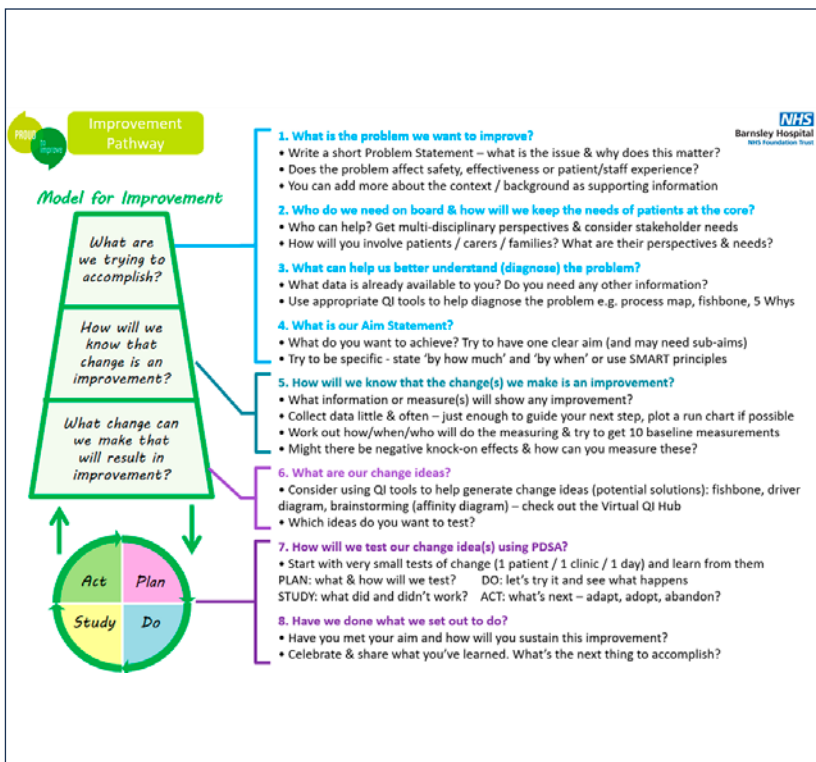 PROUD
to
improve
Improvement
Pathway
NHS
Barnsley Hospital
NHS Foundation Trust
Model for Improvement
What are
we trying to
accomplish?
How will we
know that
change is an
improvement?
What change can
we make that
will result in
improvement?
Act
Plan
Study
Do
1. What is the problem we want to improve?
• Write a short Problem Statement – what is the issue & why does this matter?
• Does the problem affect safety, effectiveness or patient/staff experience?
• You can add more about the context / background as supporting information
2. Who do we need on board & how will we keep the needs of patients at the core?
• Who can help? Get multi-disciplinary perspectives & consider stakeholder needs
• How will you involve patients / carers / families? What are their perspectives & needs?
3. What can help us better understand (diagnose) the problem?
• What data is already available to you? Do you need any other information?
• Use appropriate QI tools to help diagnose the problem e.g. process map, fishbone, 5 Whys
4. What is our Aim Statement?
• What do you want to achieve? Try to have one clear aim (and may need sub-aims)
• Try to be specific - state ‘by how much’ and ‘by when’ or use SMART principles
5. How will we know that the change(s) we make is an improvement?
• What information or measure(s) will show any improvement?
• Collect data little & often – just enough to guide your next step, plot a run chart if possible
• Work out how/when/who will do the measuring & try to get 10 baseline measurements
• Might there be negative knock-on effects & how can you measure these?
6. What are our change ideas?
• Consider using QI tools to help generate change ideas (potential solutions): fishbone, driver
diagram, brainstorming (affinity diagram) – check out the Virtual QI Hub
• Which ideas do you want to test?
7. How will we test our change idea(s) using PDSA?
• Start with very small tests of change (1 patient / 1 clinic / 1 day) and learn from them
PLAN: what & how will we test? DO: let’s try it and see what happens
STUDY: what did and didn’t work? ACT: what’s next – adapt, adopt, abandon?
8. Have we done what we set out to do?
• Have you met your aim and how will you sustain this improvement?
• Celebrate & share what you’ve learned. What’s the next thing to accomplish?